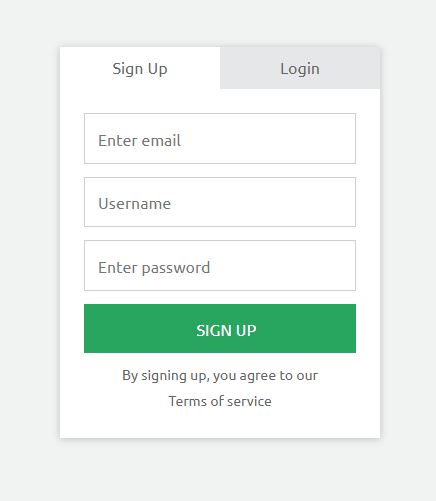 Sign Up
Login
Enter email
Username
Enter password
SIGN UP
By signing up, you agree to our
Terms of service